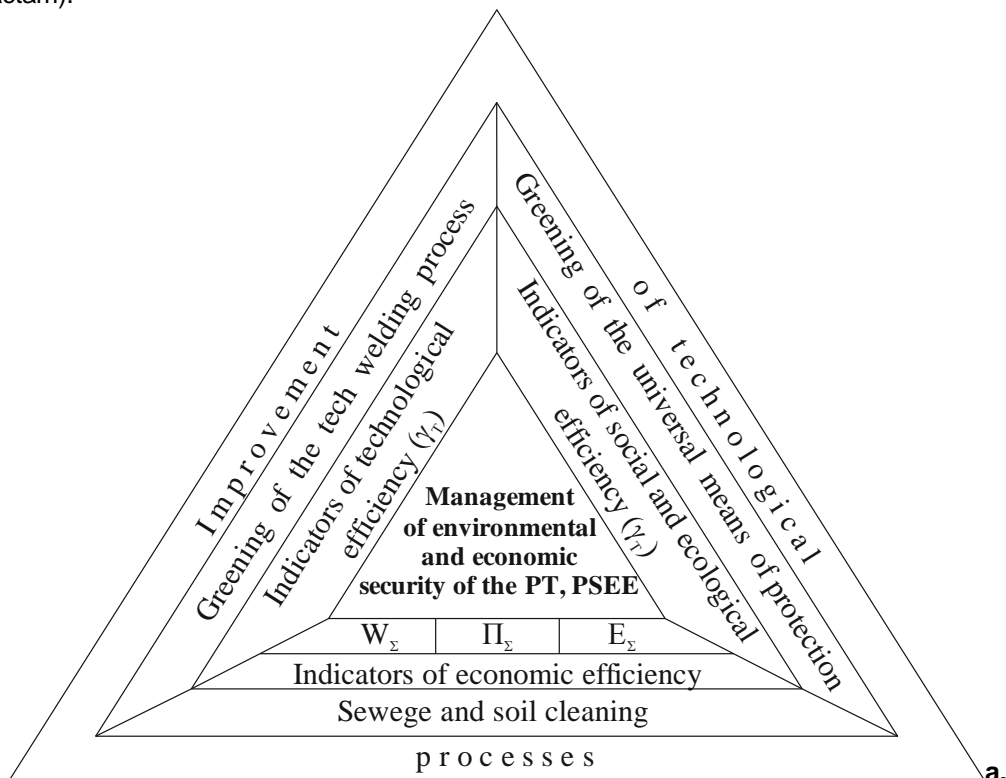 actam).
Improvement
of technological
processes
Greening of the tech welding process
Greening of the universal means of protection
Sewege and soil cleaning
Indicators of technological
efficiency (γT)
Indicators of social and ecological
efficiency (γT)
Indicators of economic efficiency
WΣ ΠΣ EΣ
Management
of environmental
and economic
security of the PT, PSEE
a.